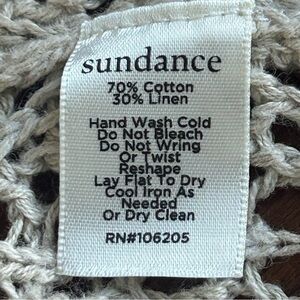 sundance
70% Cotton
30% Linen
Hand Wash Cold
Do Not Bleach
Do Not Wring
Or Twist
Reshape
Lay Flat To Dry
Cool Iron As
Needed
Or Dry Clean
RN#106205